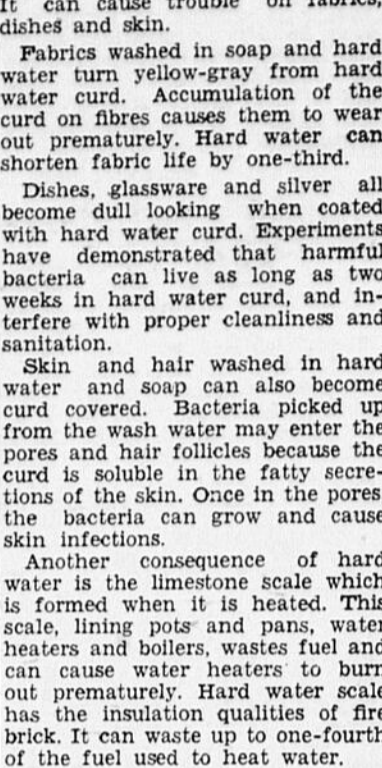 It can cause trouble on fabrics,
dishes and skin.
Fabrics washed in soap and hard
water turn yellow-gray from hard
water curd. Accumulation of the
curd on fibres causes them to wear
out prematurely. Hard water can
shorten fabric life by one-third.
Dishes, glassware and silver all
become dull looking when coated
with hard water curd. Experiments
have demonstrated that harmful
bacteria can live as long as two
weeks in hard water curd, and in-
terfere with proper cleanliness and
sanitation.
Skin and hair washed in hard
water and soap can also become
curd covered. Bacteria picked up
from the wash water may enter the
pores and hair follicles because the
curd is soluble in the fatty secre-
tions of the skin. Once in the pores
the bacteria can grow and cause
skin infections.
Another consequence of hard
water is the limestone scale which
is formed when it is heated. This
scale, lining pots and pans, water
heaters and boilers, wastes fuel and
can cause water heaters to burn
out prematurely. Hard water scale
has the insulation qualities of fire
brick. It can waste up to one-fourth
of the fuel used to heat water.